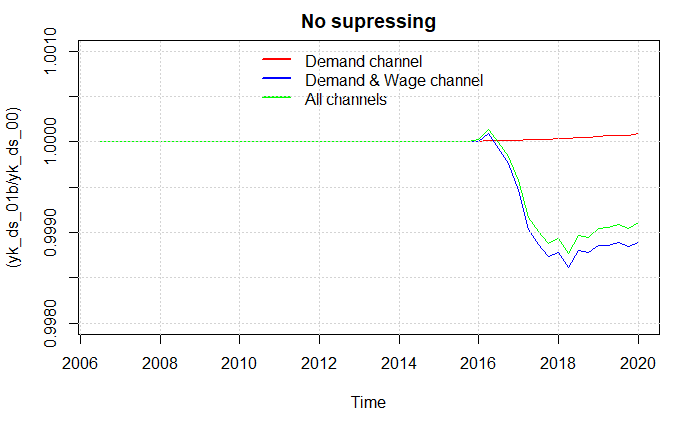 No supressing
Demand channel
Demand & Wage channel
All channels
(yk_ds_01b/yk_ds_00)
1.0010
1.0000
0.9990
0.9980
2006 2008 2010 2012 2014 2016 2018 2020
Time